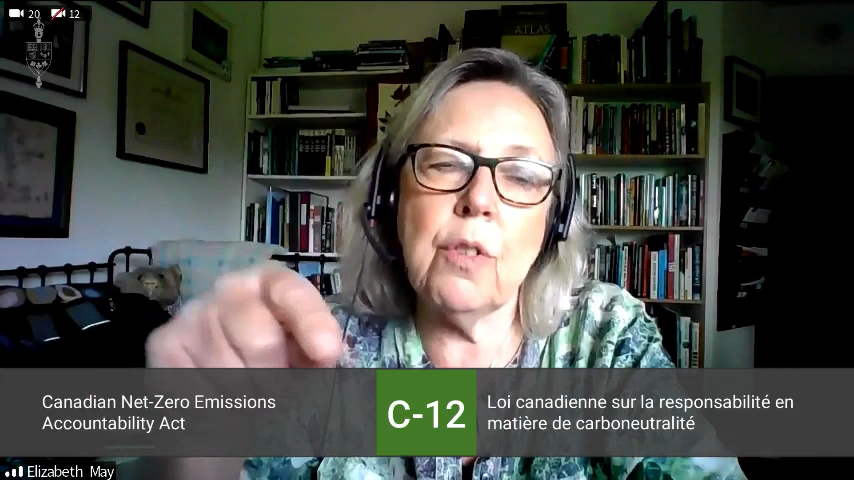 20 12
ATLAS
Canadian Net-Zero Emissions
Accountability Act
C-12
Loi canadienne sur la responsabilité en
matière de carboneutralité
Elizabeth May